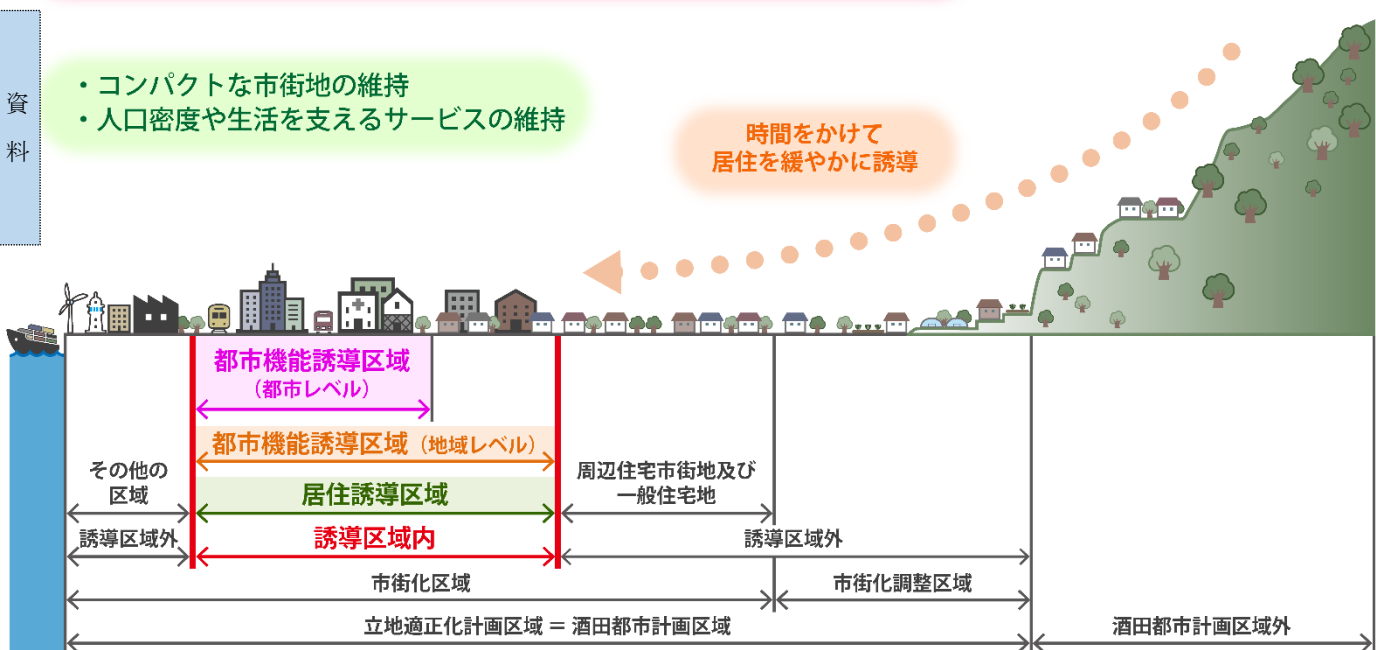 資
料
・コンパクトな市街地の維持
・人口密度や生活を支えるサービスの維持
時間をかけて
居住を緩やかに誘導
都市機能誘導区域
（都市レベル）
都市機能誘導区域（地域レベル）
その他の
区域
居住誘導区域
周辺住宅市街地及び
一般住宅地
誘導区域外
誘導区域内
誘導区域外
市街化区域
市街化調整区域
立地適正化計画区域 ＝ 酒田都市計画区域
酒田都市計画区域外